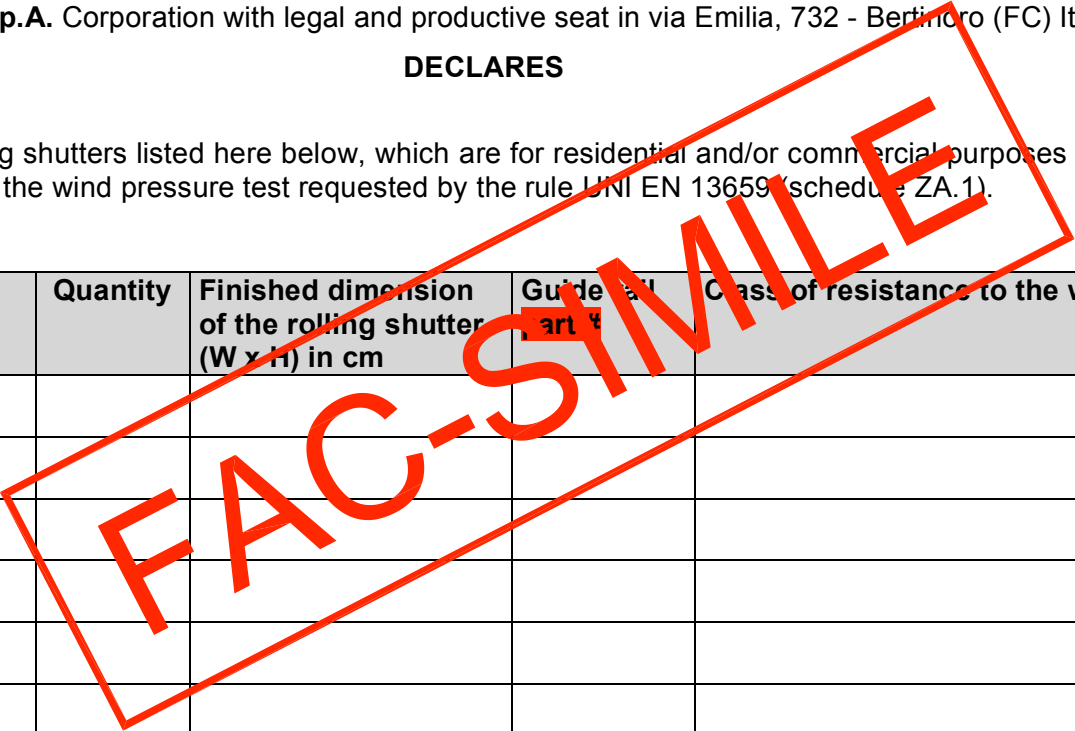 p.A. Corporation with legal and productive seat in via Emilia, 732 - Bertinoro (FC) It
DECLARES
g shutters listed here below, which are for residential and/or commercial purposes
the wind pressure test requested by the rule UNI EN 13659 (schedule ZA.1).
Quantity
Finished dimension
of the rolling shutter
(W x H) in cm
Guide rail
part #
Class of resistance to the w
FAC-SIMILE